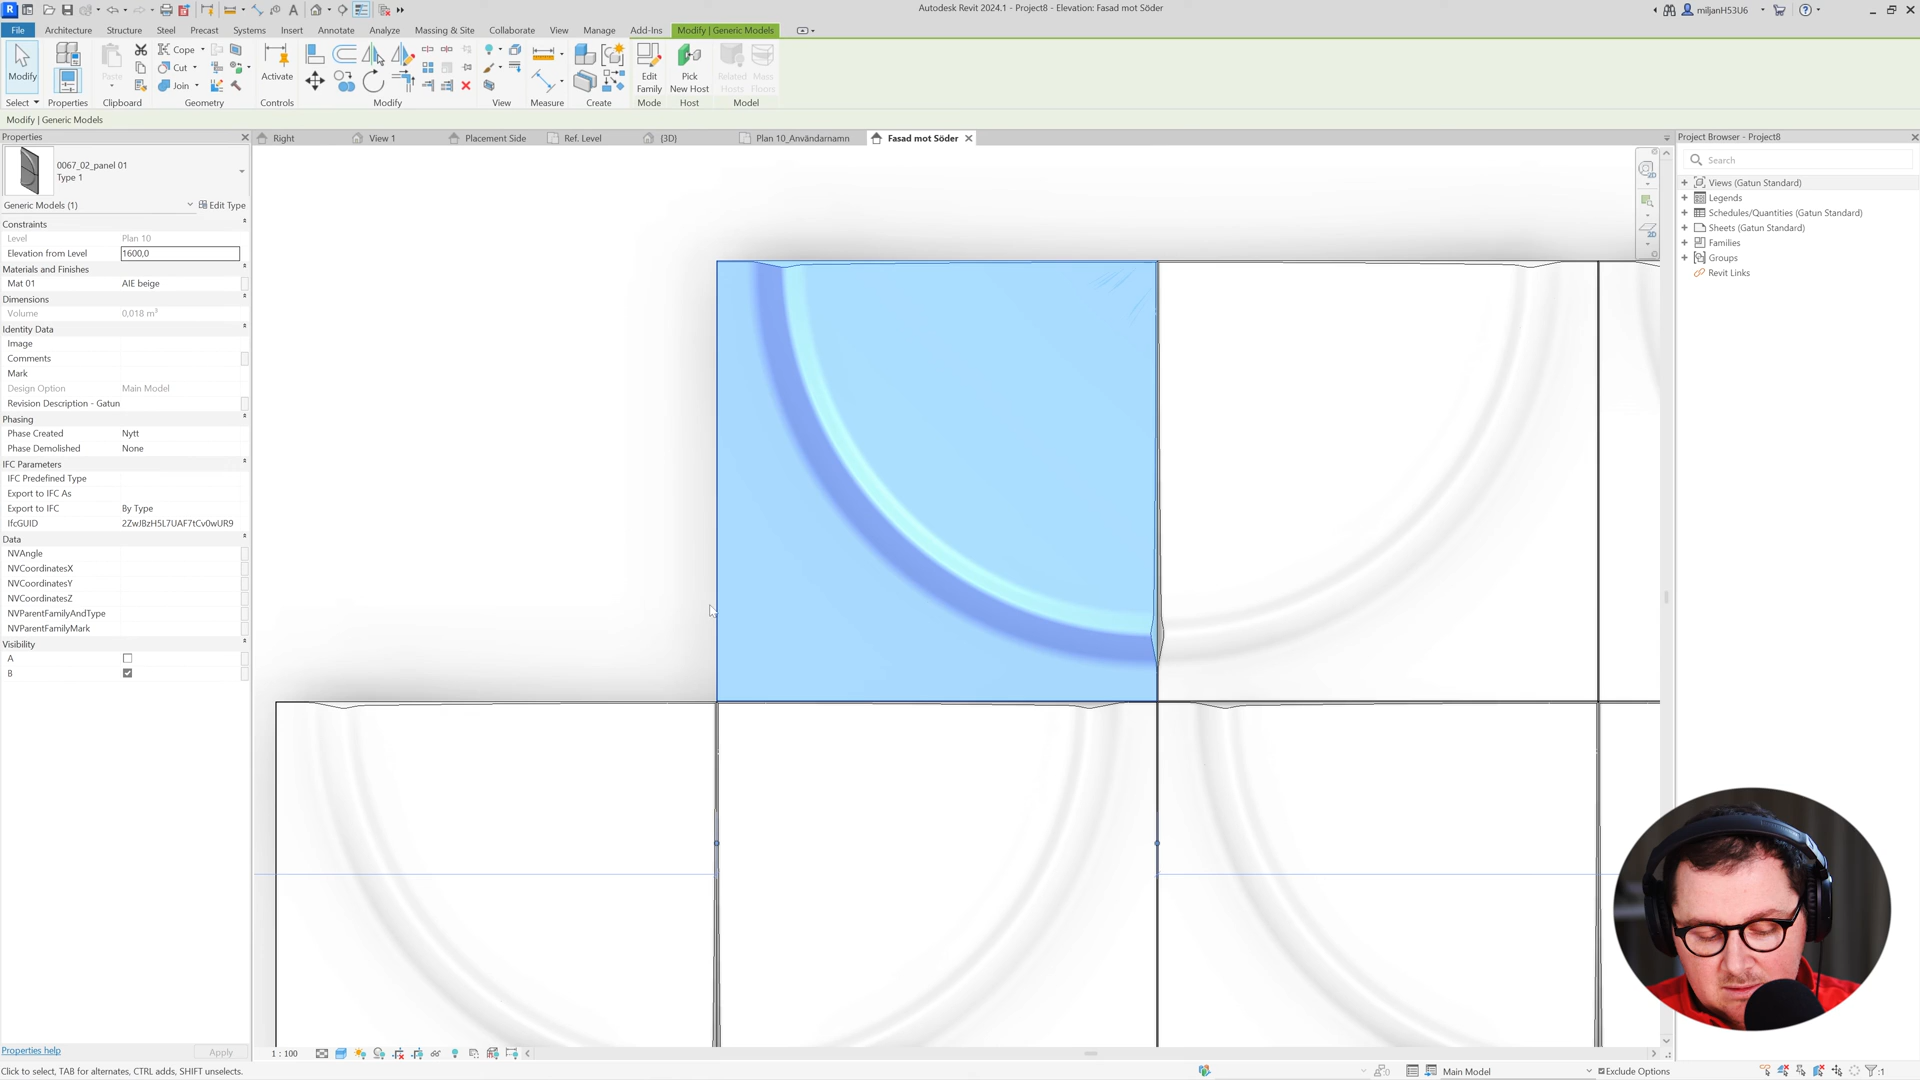 Autodesk Revit 2024.1 - Project8 - Elevation: Fasad mot Söder
miljanH53U6
File
Architecture
Structure
Steel
Precast
Systems
Insert
Annotate
Analyze
Massing & Site
Collaborate
View
Manage
Add-Ins
Modify | Generic Models
Modify
Paste
Cope
Cut
Join
Activate
Edit
Family
Pick
New Host
Related
Hosts
Mass
Floors
Select
Properties
Clipboard
Geometry
Controls
Modify
View
Measure
Create
Mode
Host
Model
Modify | Generic Models
Properties
0067_02_panel 01
Type 1
Generic Models (1)
Edit Type
Constraints
Level Plan 10
Elevation from Level 1600,0
Materials and Finishes
Mat 01 AIE beige
Dimensions
Volume 0,018 m³
Identity Data
Image
Comments
Mark
Design Option Main Model
Revision Description - Gatun
Phasing
Phase Created Nytt
Phase Demolished None
IFC Parameters
IFC Predefined Type
Export to IFC As
Export to IFC By Type
IfcGUID 2ZwJBzH5L7UAF7tCv0wUR9
Data
NVAngle
NVCoordinatesX
NVCoordinatesY
NVCoordinatesZ
NVParentFamilyAndType
NVParentFamilyMark
Visibility
A
B
Properties help
Apply
Right
View 1
Placement Side
Ref. Level
{3D}
Plan 10_Användarnamn
Fasad mot Söder
2D
2D
Project Browser - Project8
Search
Views (Gatun Standard)
Legends
Schedules/Quantities (Gatun Standard)
Sheets (Gatun Standard)
Families
Groups
Revit Links
1 : 100
Click to select, TAB for alternates, CTRL adds, SHIFT unselects.
:0
Main Model
Exclude Options
:1